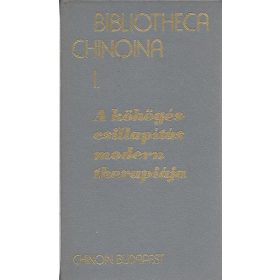 BIBLIOTHECA
CHINOINA
I.
A köhögés-
csillapítás
modern
therapiája
CHINOIN BUDAPEST